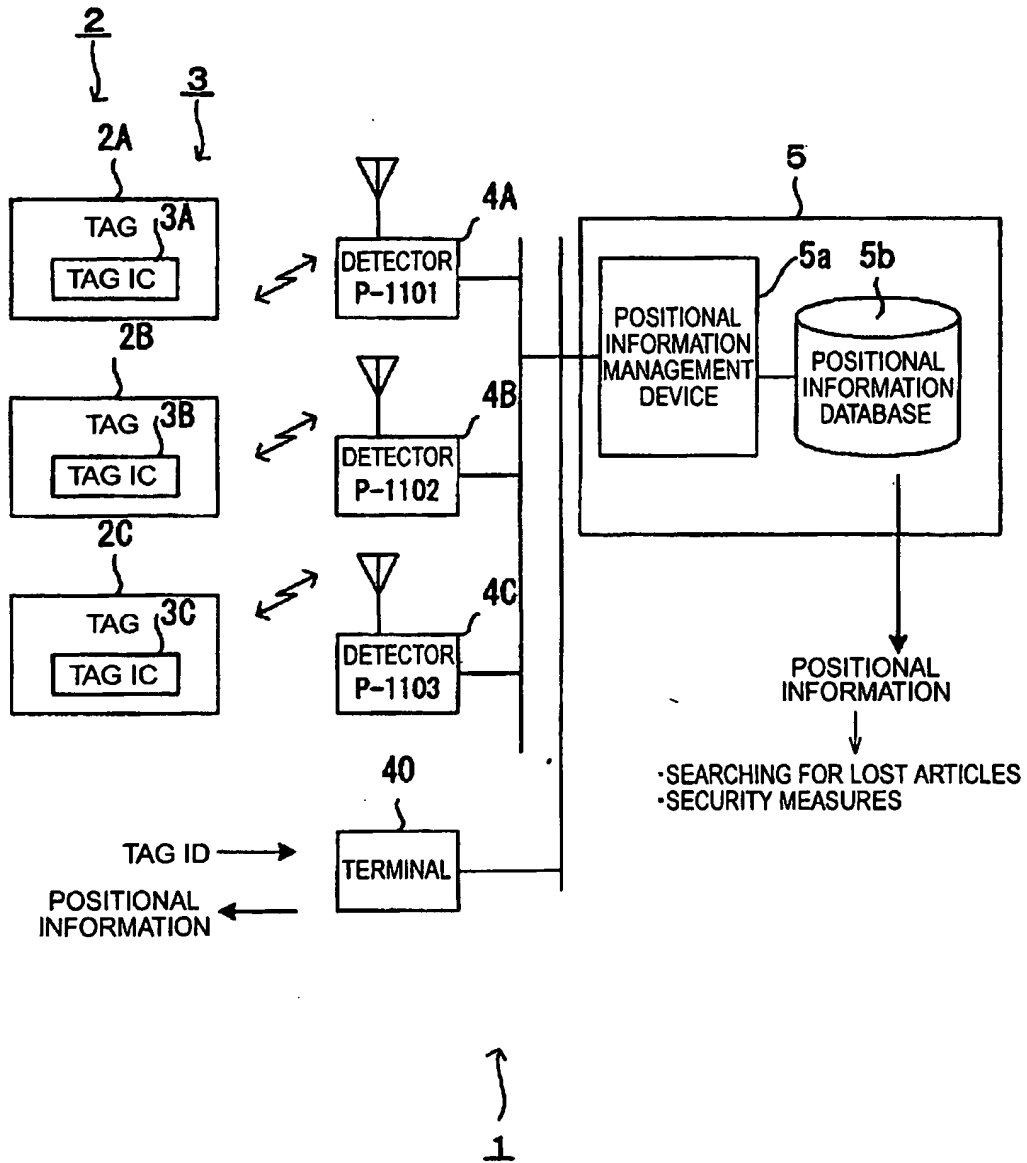 2
3
2A
TAG
3A
TAG IC
2B
TAG
3B
TAG IC
2C
TAG
3C
TAG IC
4A
DETECTOR
P-1101
4B
DETECTOR
P-1102
4C
DETECTOR
P-1103
40
TERMINAL
TAG ID
POSITIONAL
INFORMATION
5
5a
POSITIONAL
INFORMATION
MANAGEMENT
DEVICE
5b
POSITIONAL
INFORMATION
DATABASE
POSITIONAL
INFORMATION
·SEARCHING FOR LOST ARTICLES
·SECURITY MEASURES
1